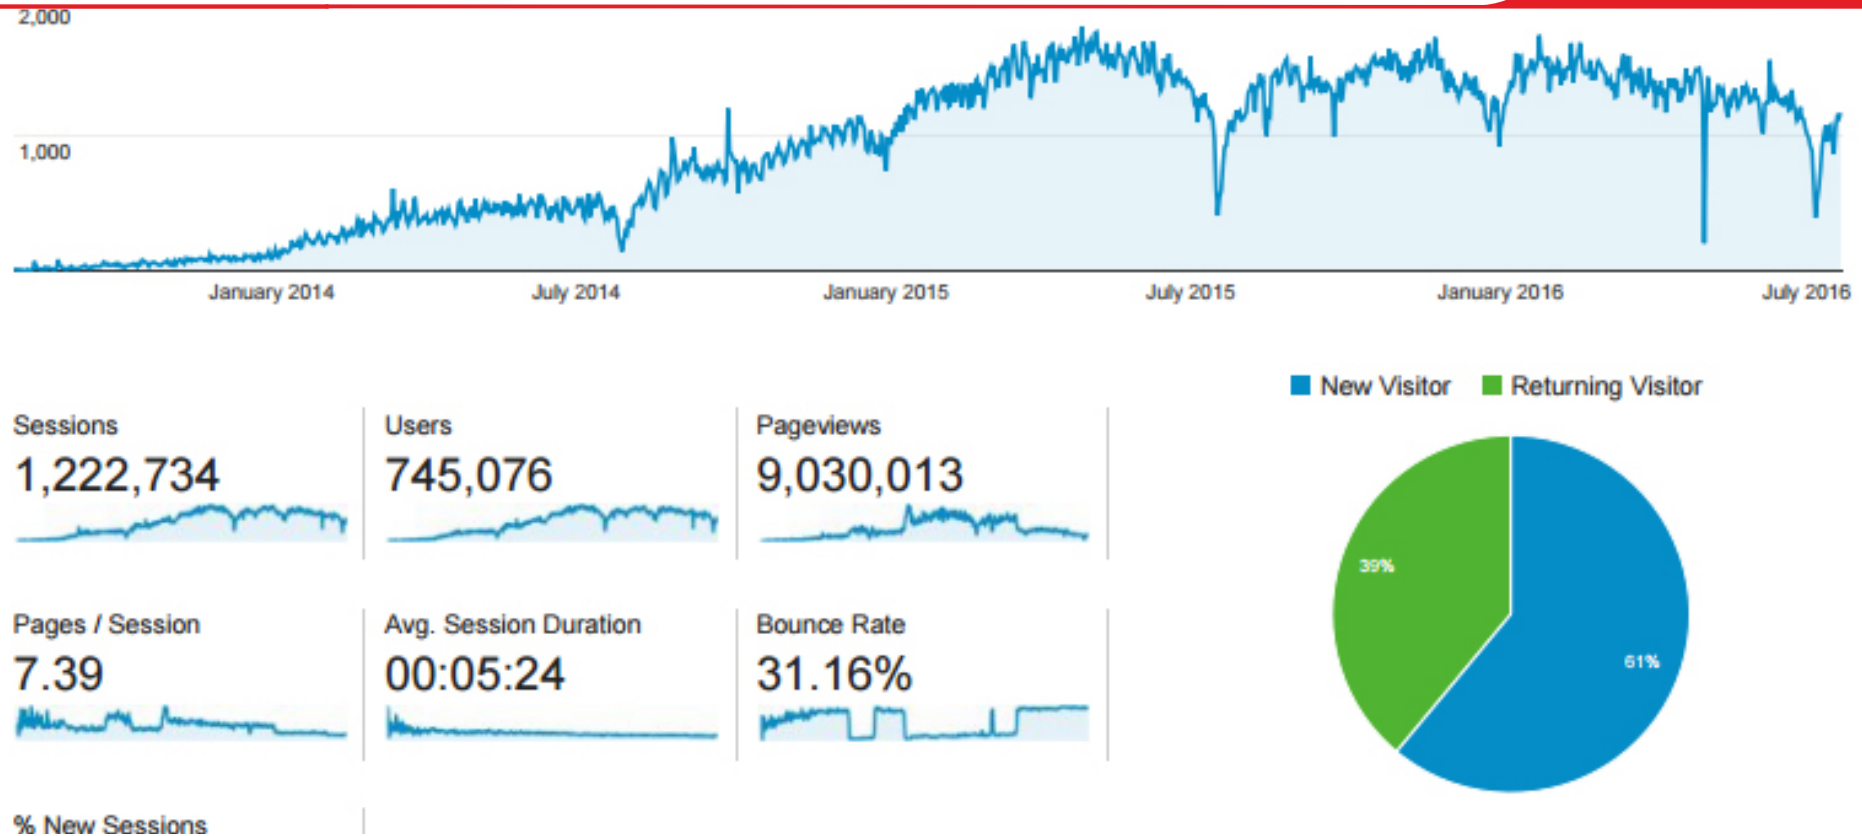 2,000
1,000
January 2014 July 2014 January 2015 July 2015 January 2016 July 2016
New Visitor Returning Visitor
Sessions Users Pageviews
1,222,734 745,076 9,030,013
39%
61%
Pages / Session Avg. Session Duration Bounce Rate
7.39 00:05:24 31.16%
% New Sessions